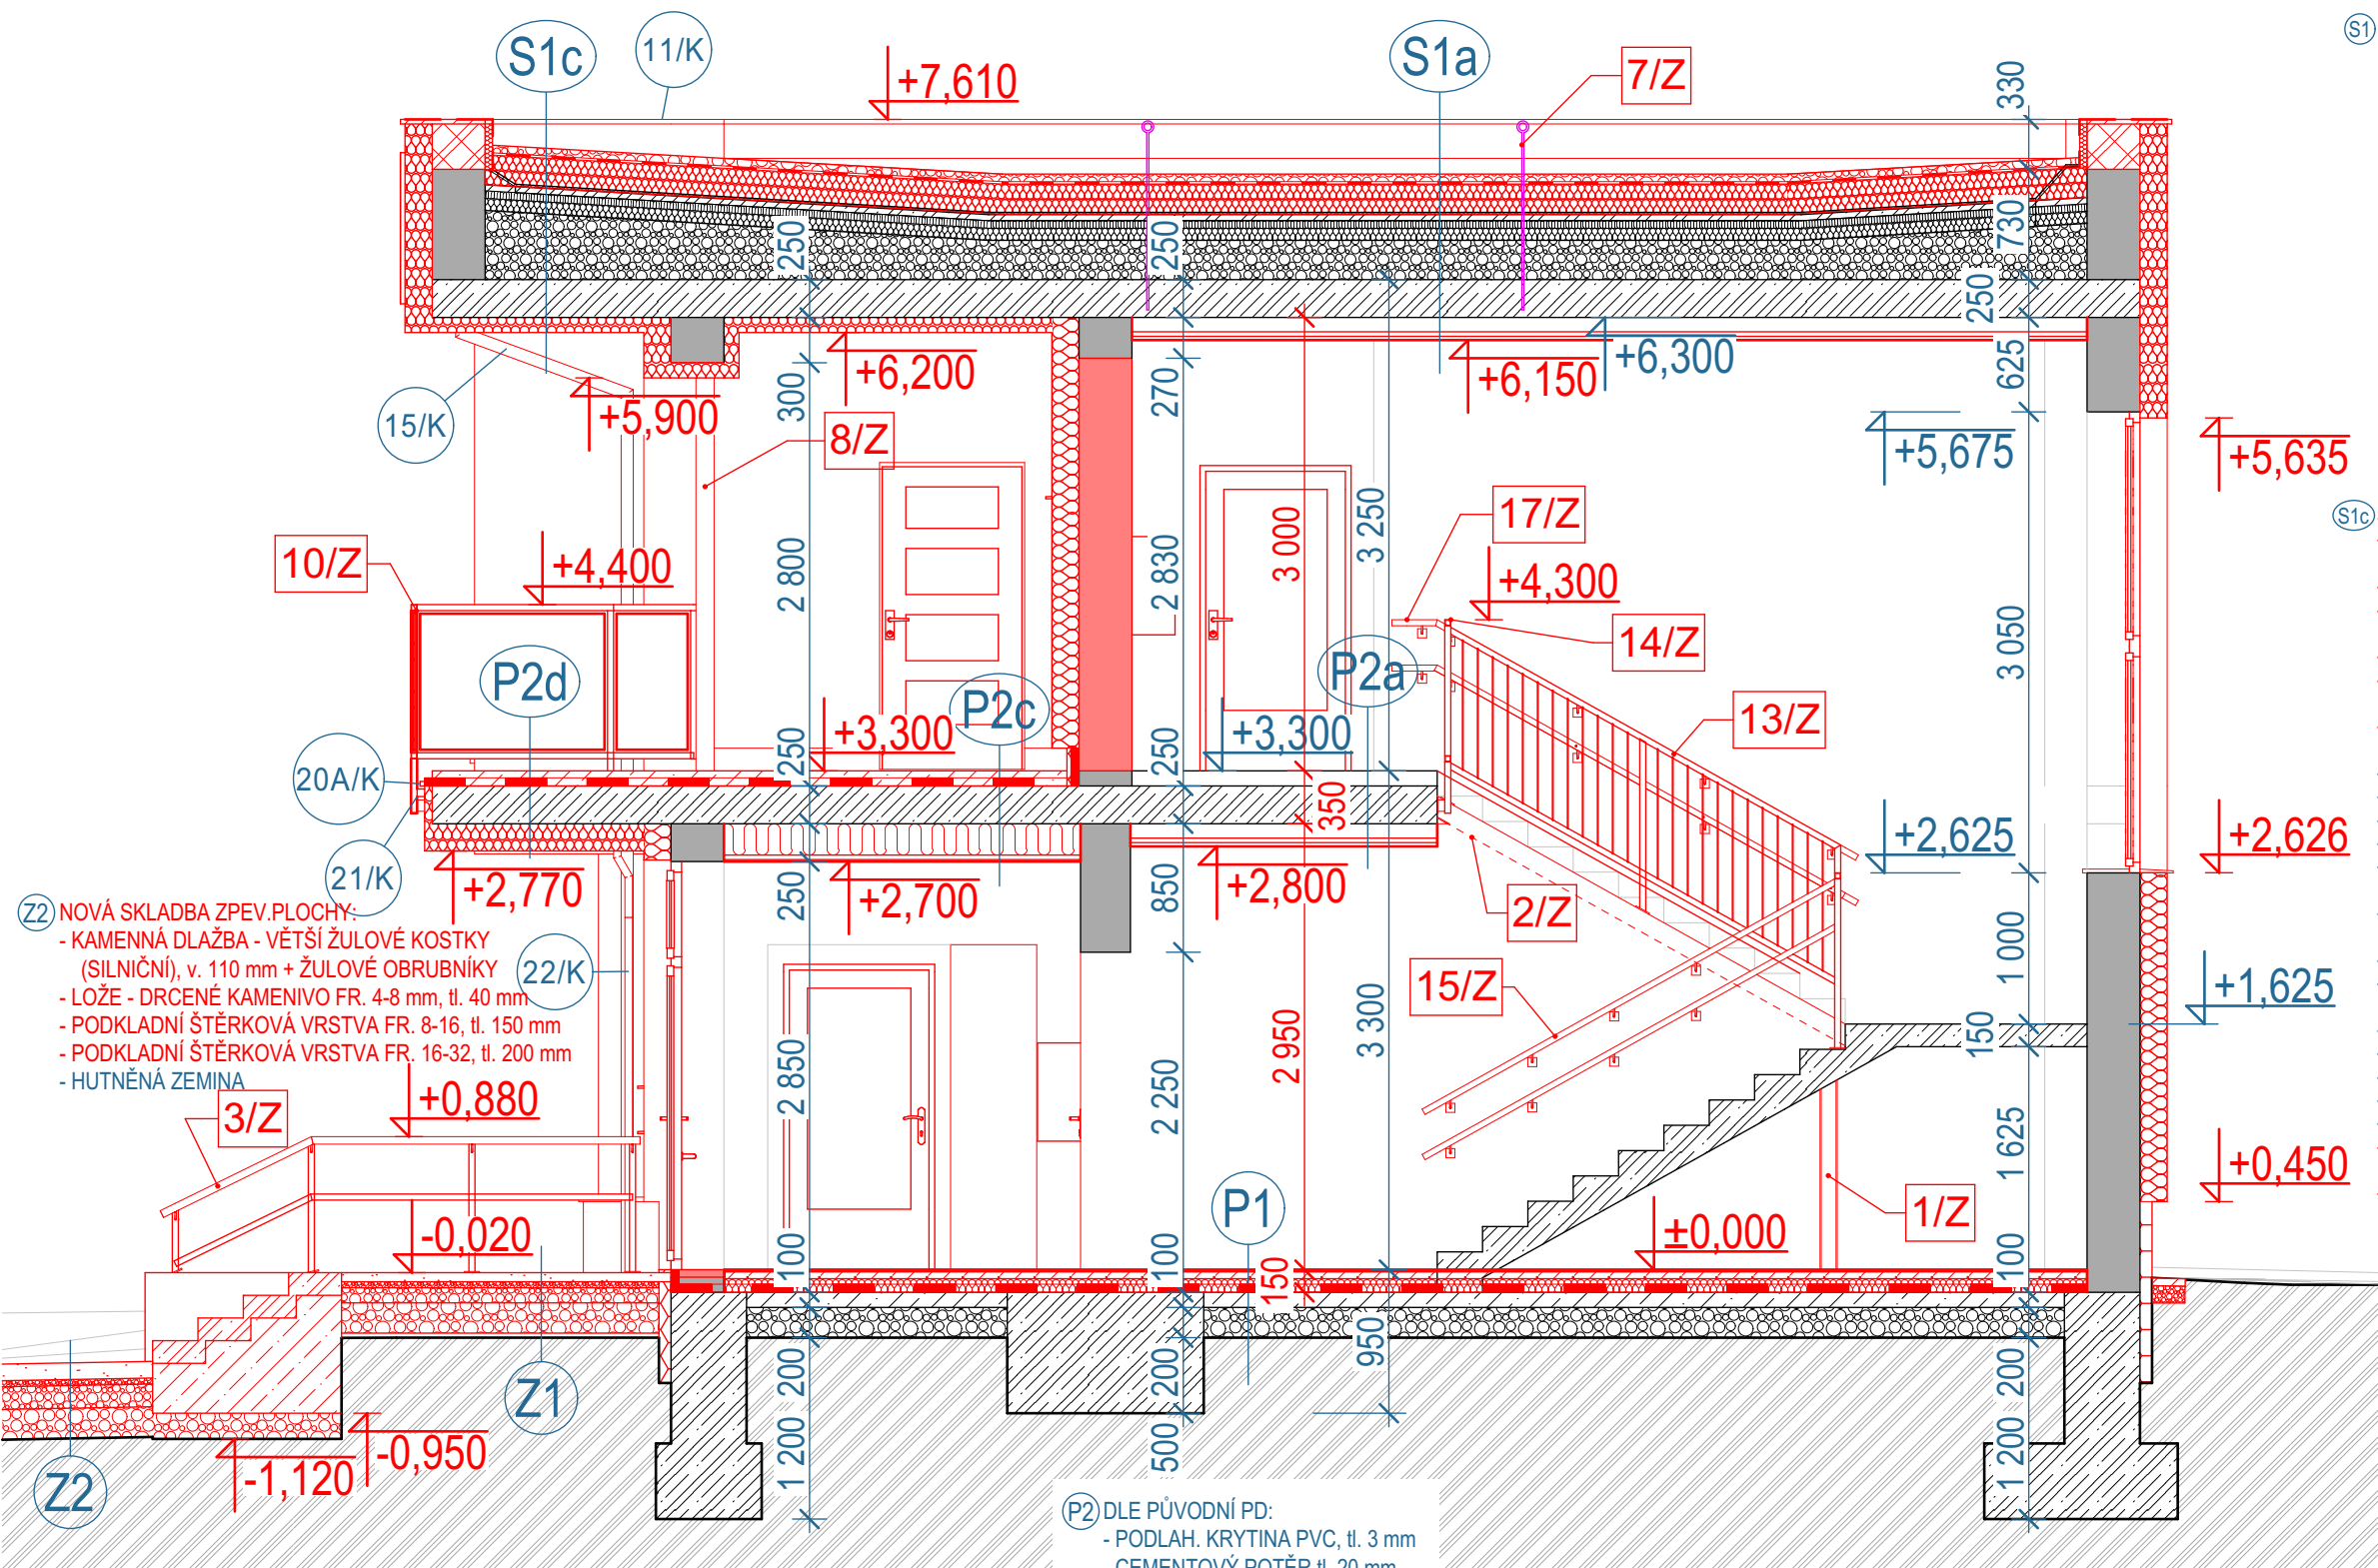 S1c
11/K
+7,610
S1a
7/Z
330
S1
250
250
730
250
+6,200
+6,150
+6,300
625
300
270
15/K
+5,900
8/Z
+5,675
+5,635
17/Z
3 250
3 000
S1c
10/Z
+4,400
2 800
2 830
+4,300
14/Z
3 050
P2d
P2c
P2a
13/Z
+3,300
+3,300
250
250
20A/K
350
+2,625
+2,626
21/K
+2,770
250
+2,700
850
+2,800
2/Z
Z2 NOVÁ SKLADBA ZPEV.PLOCHY:
- KAMENNÁ DLAŽBA - VĚTŠÍ ŽULOVÉ KOSTKY
(SILNIČNÍ), v. 110 mm + ŽULOVÉ OBRUBNÍKY
- LOŽE - DRCENÉ KAMENIVO FR. 4-8 mm, tl. 40 mm
- PODKLADNÍ ŠTĚRKOVÁ VRSTVA FR. 8-16, tl. 150 mm
- PODKLADNÍ ŠTĚRKOVÁ VRSTVA FR. 16-32, tl. 200 mm
- HUTNĚNÁ ZEMINA
22/K
1 000
15/Z
+1,625
150
2 850
2 250
2 950
3 300
3/Z
+0,880
1 625
+0,450
P1
1/Z
-0,020
±0,000
100
100
150
100
950
200
200
200
Z1
1 200
500
1 200
-0,950
-1,120
Z2
P2 DLE PŮVODNÍ PD:
- PODLAH. KRYTINA PVC, tl. 3 mm
- CEMENTOVÝ POTĚR tl. 20 mm